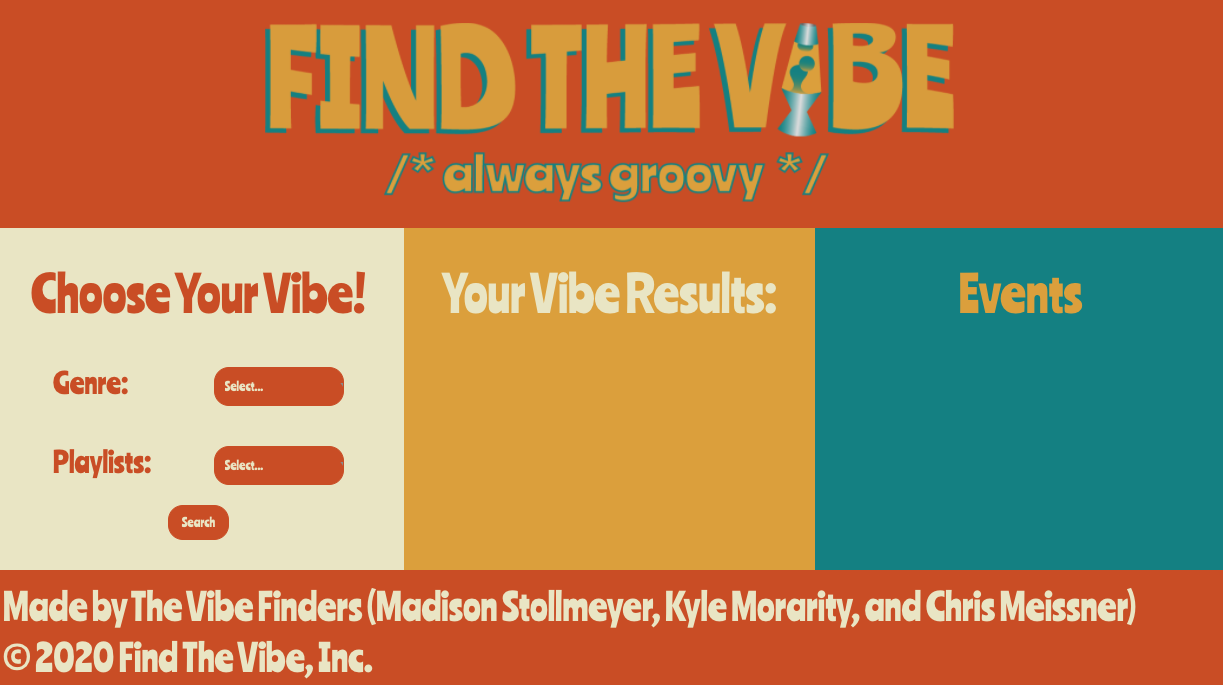 FIND THE VIBE
/* always groovy */
Choose Your Vibe!
Genre:
Select...
Playlists:
Select...
Search
Your Vibe Results:
Events
Made by The Vibe Finders (Madison Stollmeyer, Kyle Morarity, and Chris Meissner)
© 2020 Find The Vibe, Inc.